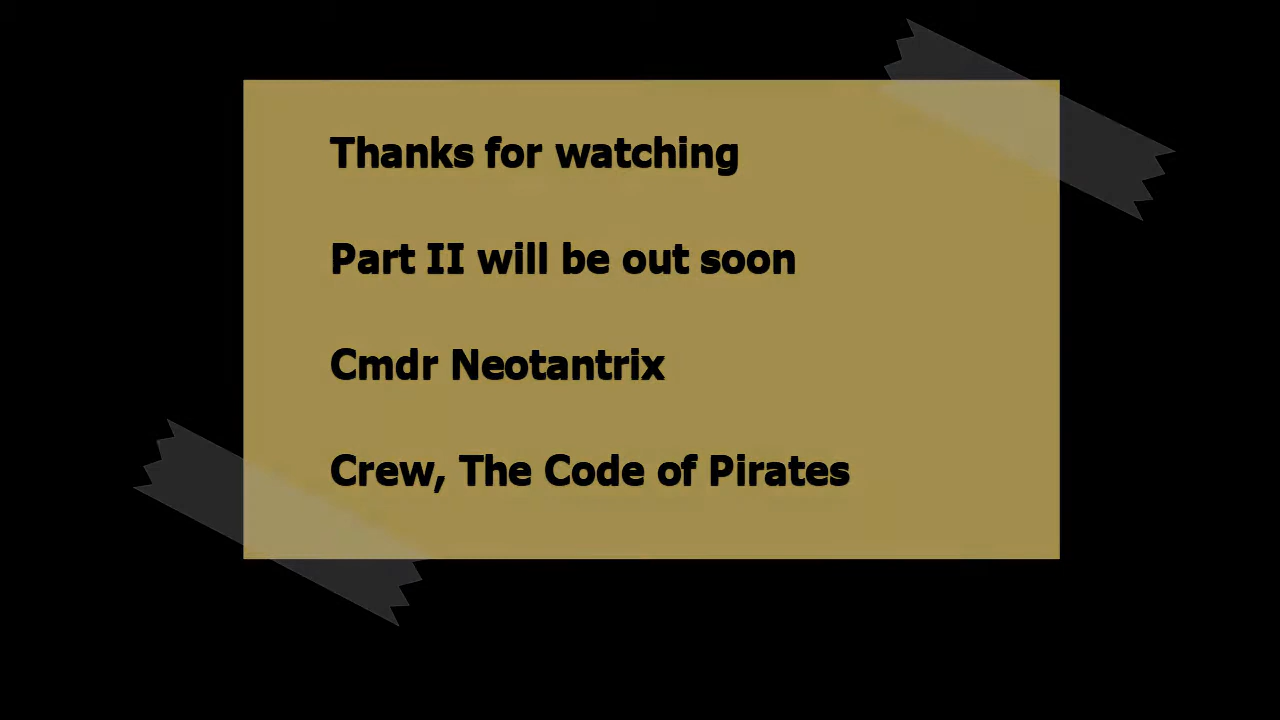 Thanks for watching
Part II will be out soon
Cmdr Neotantrix
Crew, The Code of Pirates